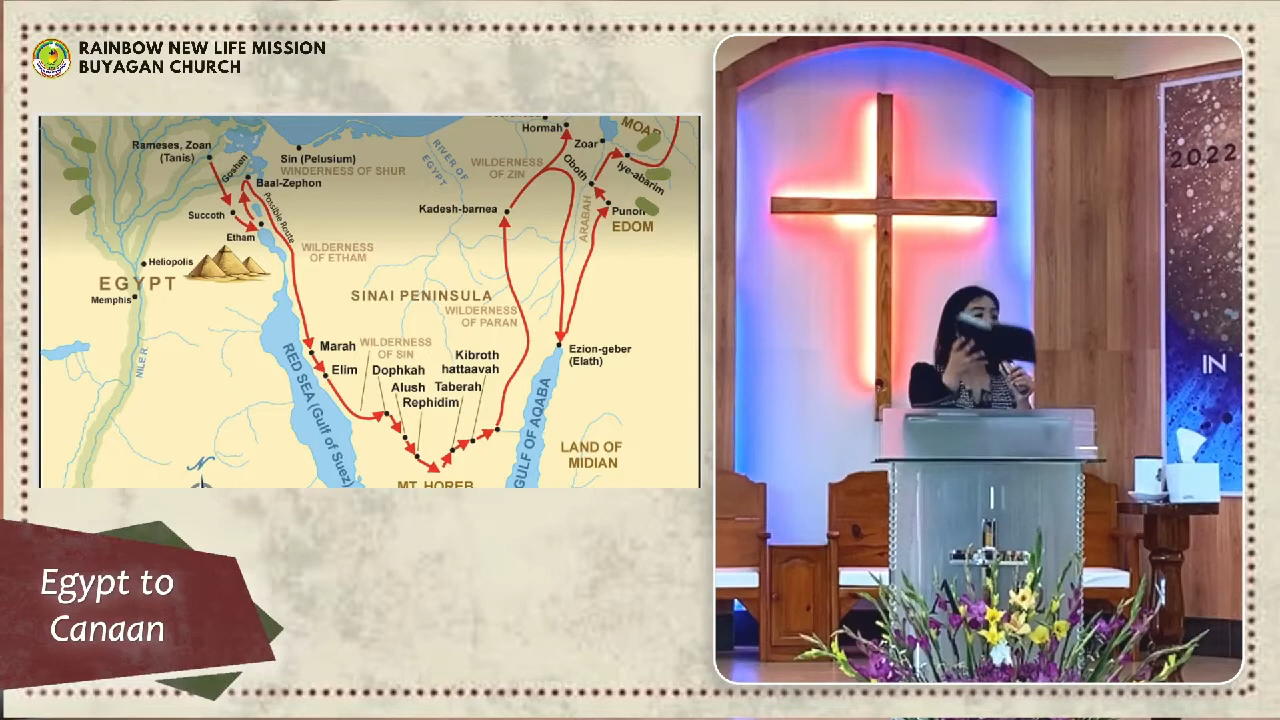 RAINBOW NEW LIFE MISSION
BUYAGAN CHURCH
Rameses, Zoan
(Tanis)
Goshen
Sin (Pelusium)
WINDERNESS OF SHUR
Baal-Zephon
Possible Route
Succoth
Etham
WILDERNESS
OF ETHAM
Heliopolis
EGYPT
Memphis
NILE R.
RIVER OF
EGYPT
Hormah
Zoar
MOAB
WILDERNESS
OF ZIN
Oboth
Iye-abarim
Kadesh-barnea
ARABAH
Punon
EDOM
SINAI PENINSULA
WILDERNESS
OF PARAN
Marah
Elim
WILDERNESS
OF SIN
Dophkah
Alush
Rephidim
Kibroth
hattaavah
Taberah
Ezion-geber
(Elath)
RED SEA (Gulf of Suez)
GULF OF AQABA
LAND OF
MIDIAN
MT. HOREB
N
Egypt to
Canaan
2022
IN